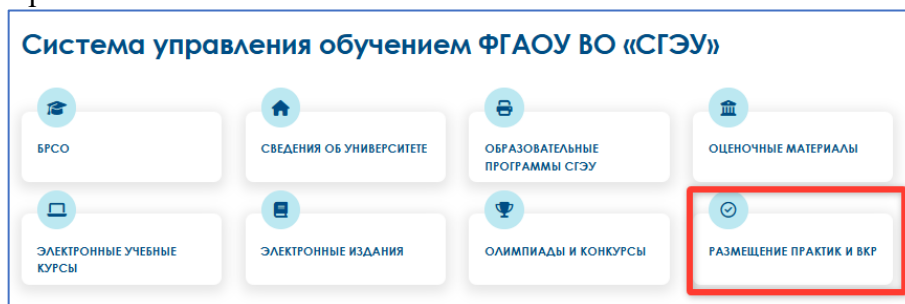 Система управления обучением ФГАОУ ВО «СГЭУ»
БРСО
СВЕДЕНИЯ ОБ УНИВЕРСИТЕТЕ
ОБРАЗОВАТЕЛЬНЫЕ
ПРОГРАММЫ СГЭУ
ОЦЕНОЧНЫЕ МАТЕРИАЛЫ
ЭЛЕКТРОННЫЕ УЧЕБНЫЕ
КУРСЫ
ЭЛЕКТРОННЫЕ ИЗДАНИЯ
ОЛИМПИАДЫ И КОНКУРСЫ
РАЗМЕЩЕНИЕ ПРАКТИК И ВКР